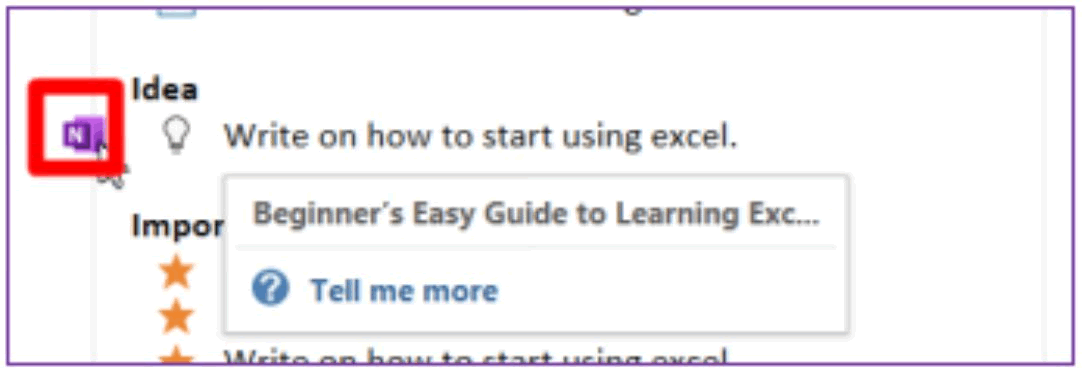 Idea
N
Write on how to start using excel.
Beginner's Easy Guide to Learning Exc...
Impor
? Tell me more
Write on how to start using excel